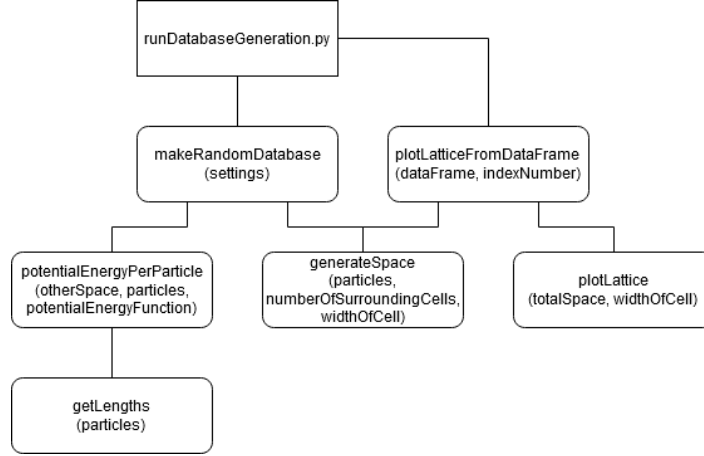 runDatabaseGeneration.py
makeRandomDatabase
(settings)
plotLatticeFromDataFrame
(dataFrame, indexNumber)
potentialEnergyPerParticle
(otherSpace, particles,
potentialEnergyFunction)
generateSpace
(particles,
numberOfSurroundingCells,
widthOfCell)
plotLattice
(totalSpace, widthOfCell)
getLengths
(particles)